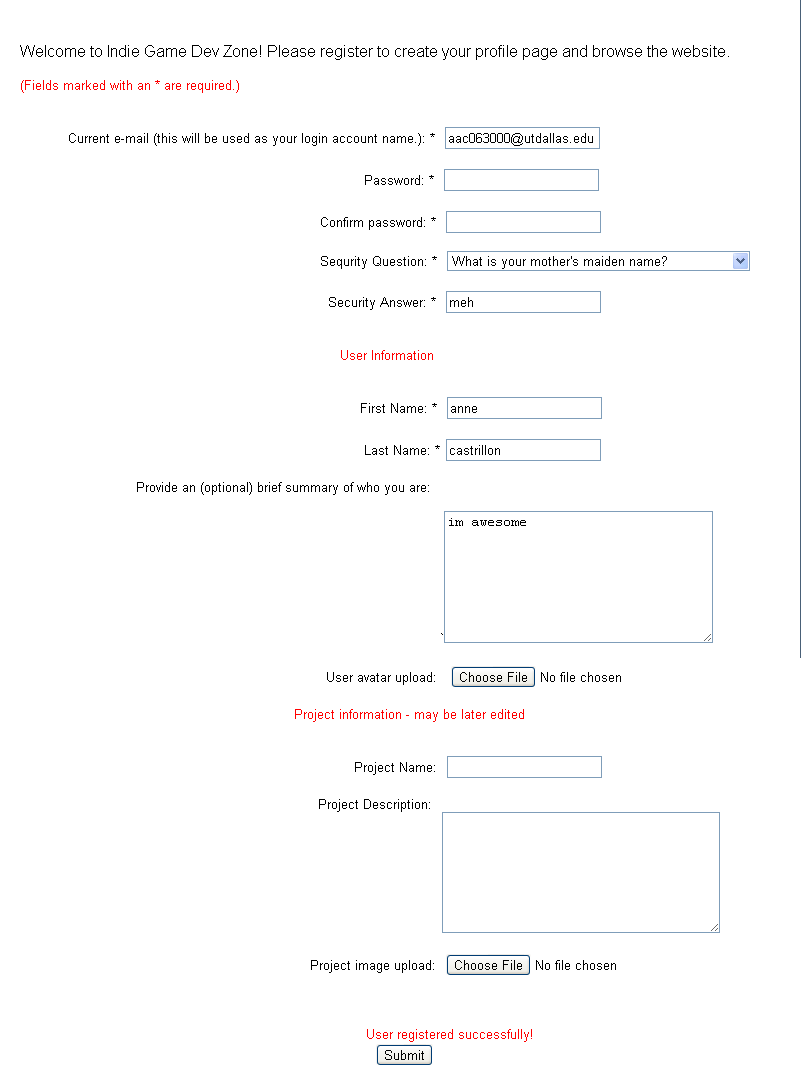 Welcome to Indie Game Dev Zone! Please register to create your profile page and browse the website.
(Fields marked with an * are required.)
Current e-mail (this will be used as your login account name.): * aac063000@utdallas.edu
Password: *
Confirm password: *
Sequrity Question: * What is your mother's maiden name?
Security Answer: * meh
User Information
First Name: * anne
Last Name: * castrillon
Provide an (optional) brief summary of who you are:
im awesome
User avatar upload: Choose File No file chosen
Project information - may be later edited
Project Name:
Project Description:
Project image upload: Choose File No file chosen
User registered successfully!
Submit